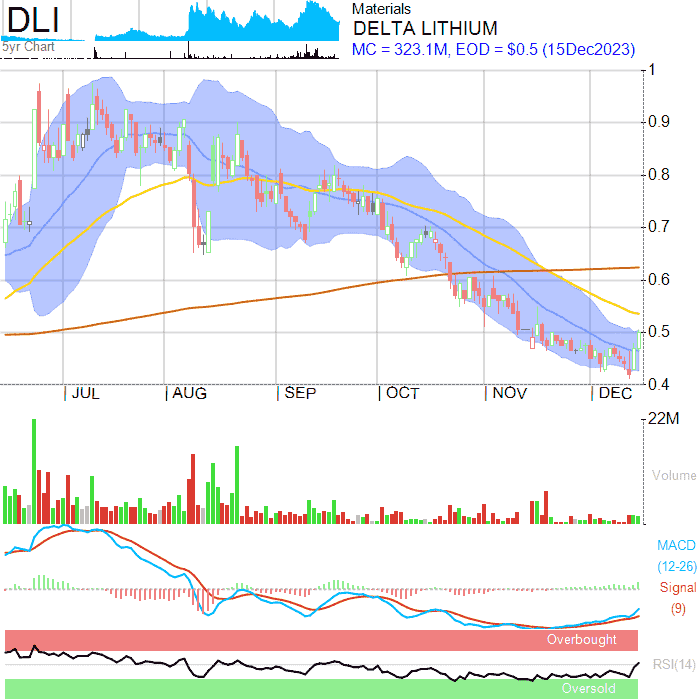 DLI
5yr Chart
Materials
DELTA LITHIUM
MC = 323.1M, EOD = $0.5 (15Dec2023)
1
0.9
0.8
0.7
0.6
0.5
0.4
JUL AUG SEP OCT NOV DEC
22M
Volume
MACD
(12-26)
Signal
(9)
Overbought
RSI(14)
Oversold